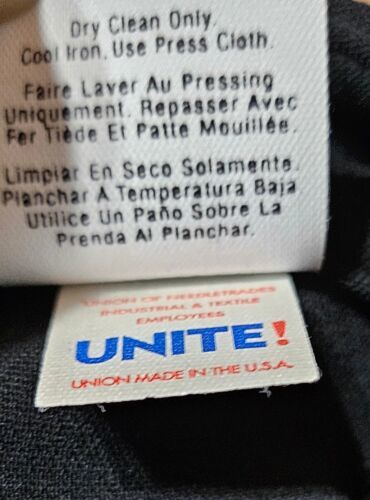 Dry Clean Only.
Cool Iron. Use Press Cloth.
Faire Laver Au Pressing
Uniquement. Repasser Avec
Fer Tiède Et Patte Mouillée.
Limpiar En Seco Solamente.
Planchar A Temperatura Baja
Utilice Un Paño Sobre La
Prenda Al Planchar.
UNION OF NEEDLETRADES
INDUSTRIAL & TEXTILE
EMPLOYEES
UNITE!
UNION MADE IN THE U.S.A.